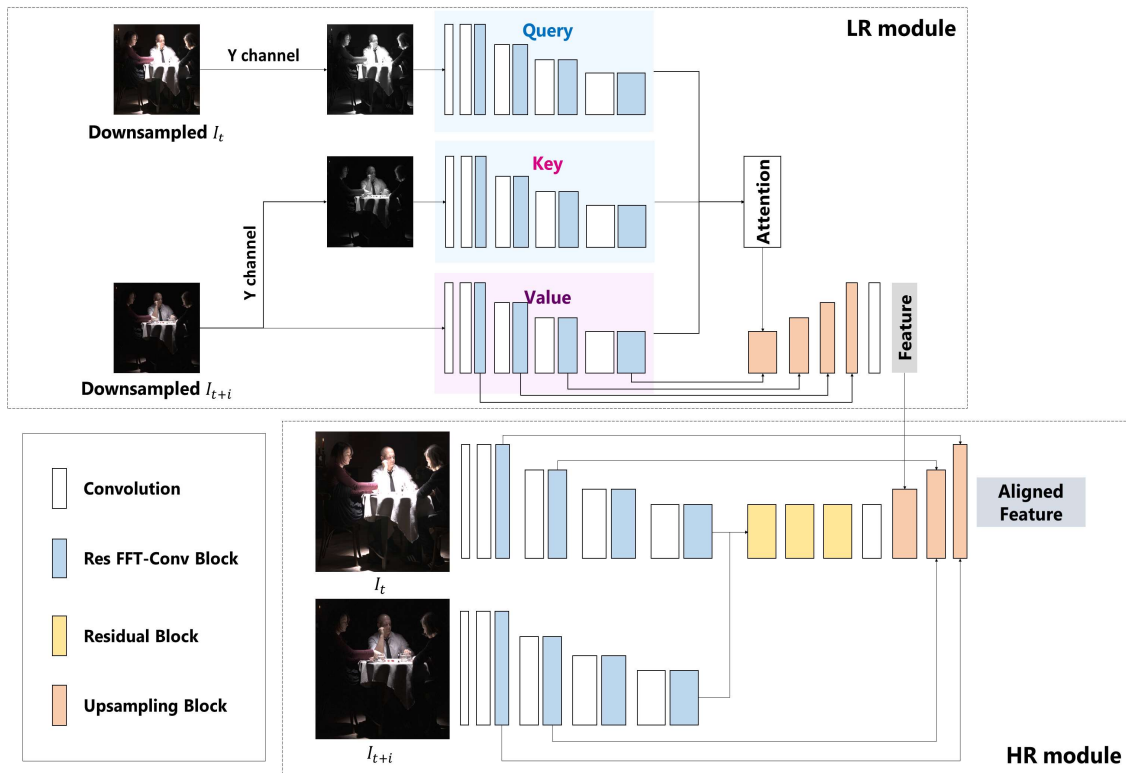 LR module
Query
Y channel
Downsampled I_t
Key
Attention
Y channel
Value
Feature
Downsampled I_{t+i}
Convolution
Res FFT-Conv Block
Residual Block
Upsampling Block
I_t
Aligned
Feature
I_{t+i}
HR module